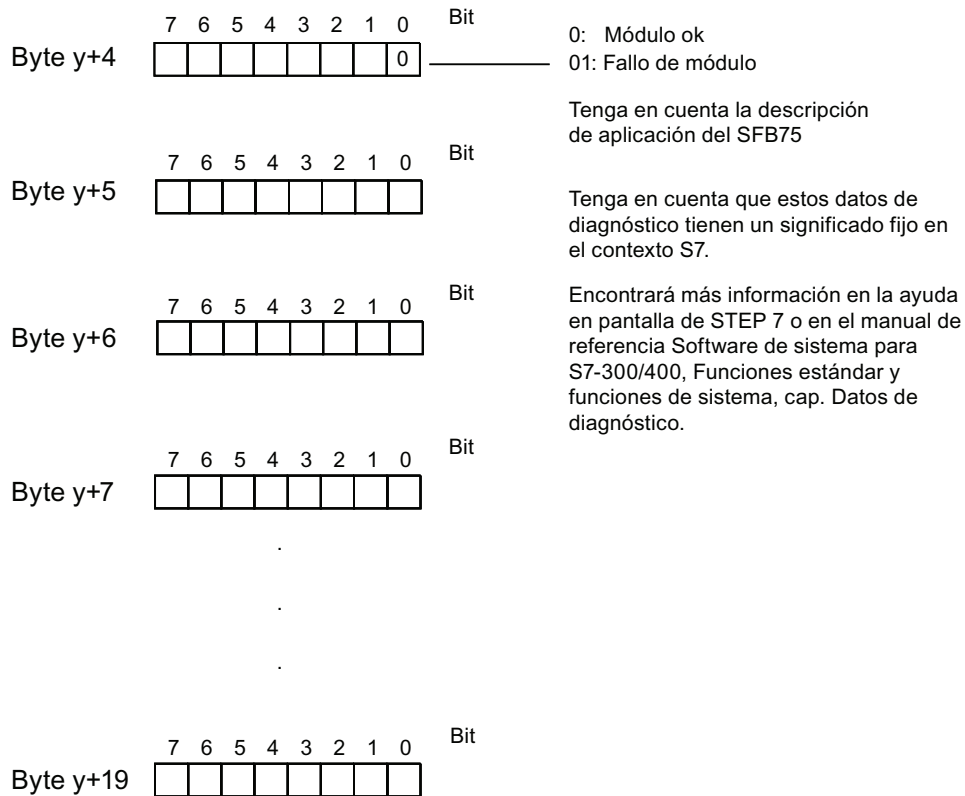 7 6 5 4 3 2 1 0 Bit
Byte y+4 0
0: Módulo ok
01: Fallo de módulo
Tenga en cuenta la descripción
de aplicación del SFB75
7 6 5 4 3 2 1 0 Bit
Byte y+5
Tenga en cuenta que estos datos de
diagnóstico tienen un significado fijo en
el contexto S7.
7 6 5 4 3 2 1 0 Bit
Byte y+6
Encontrará más información en la ayuda
en pantalla de STEP 7 o en el manual de
referencia Software de sistema para
S7-300/400, Funciones estándar y
funciones de sistema, cap. Datos de
diagnóstico.
7 6 5 4 3 2 1 0 Bit
Byte y+7
.
.
.
7 6 5 4 3 2 1 0 Bit
Byte y+19